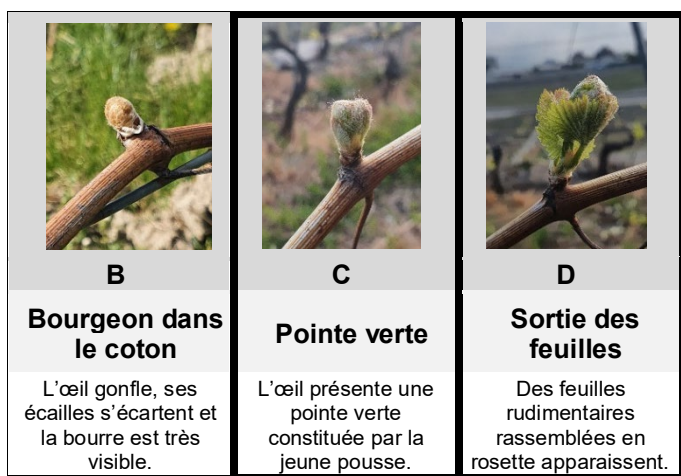 B
Bourgeon dans
le coton
L'œil gonfle, ses
écailles s'écartent et
la bourre est très
visible.
C
Pointe verte
L'œil présente une
pointe verte
constituée par la
jeune pousse.
D
Sortie des
feuilles
Des feuilles
rudimentaires
rassemblées en
rosette apparaissent.